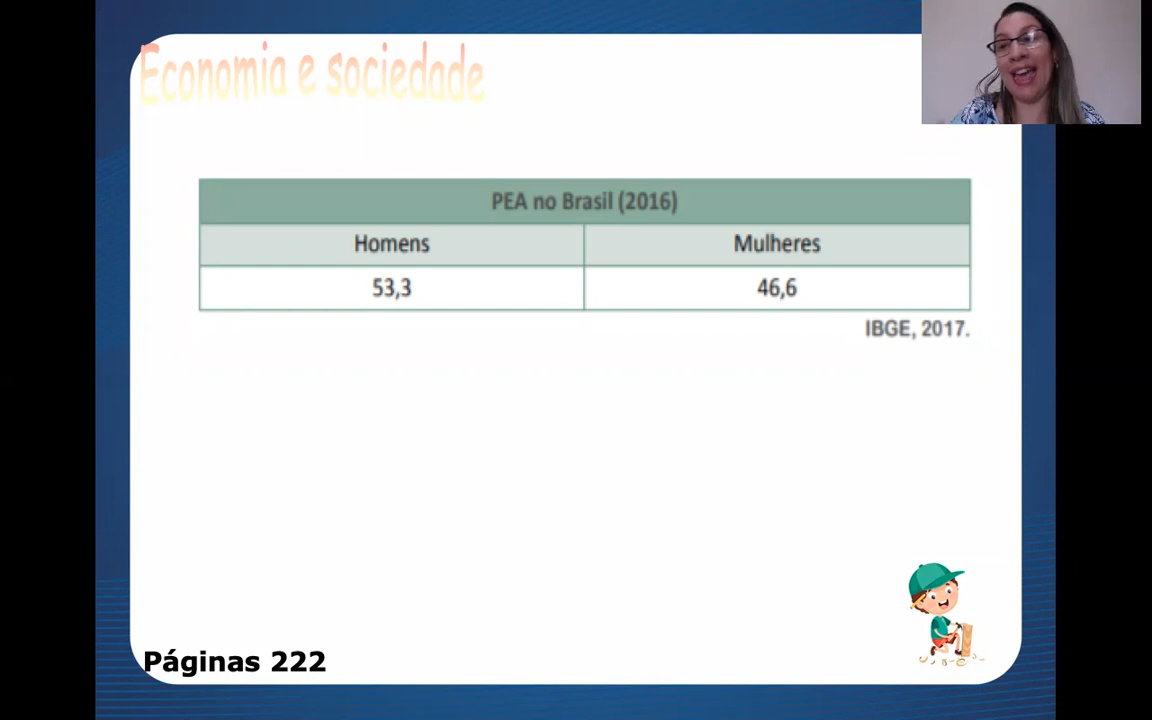 Economia e sociedade
PEA no Brasil (2016)
Homens Mulheres
53,3 46,6
IBGE, 2017.
Páginas 222